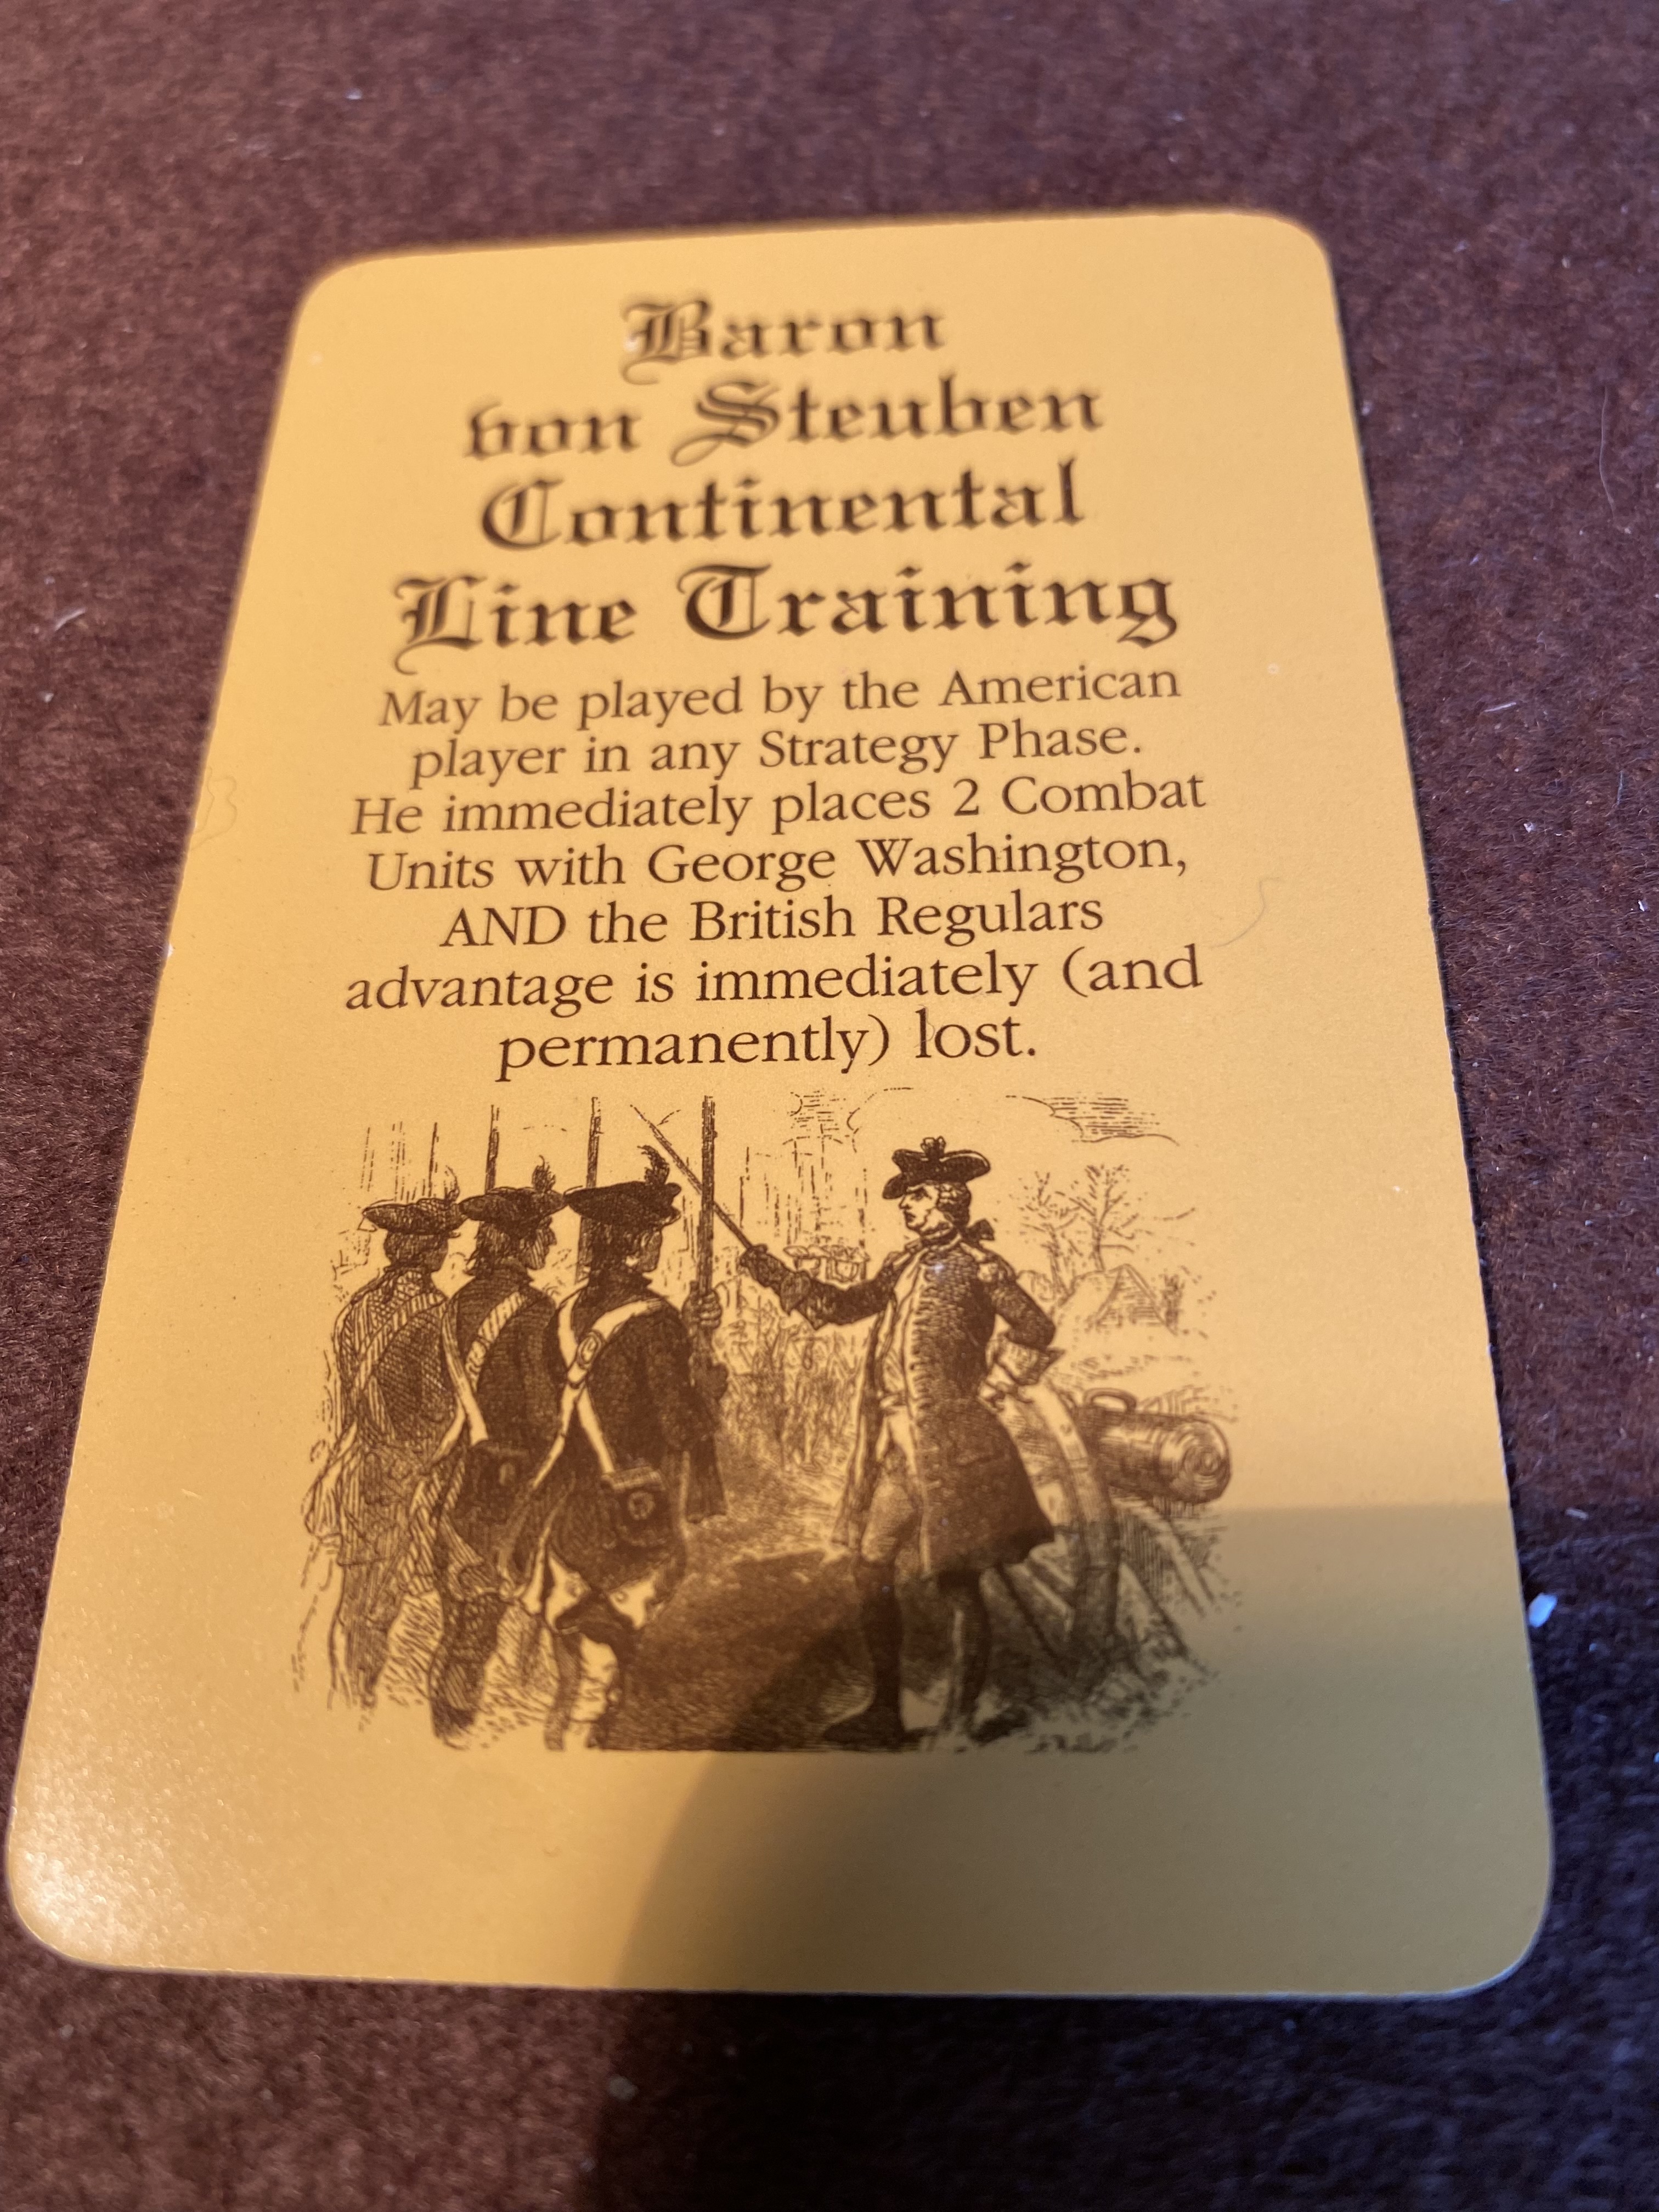 Baron
von Steuben
Continental
Line Training
May be played by the American
player in any Strategy Phase.
He immediately places 2 Combat
Units with George Washington,
AND the British Regulars
advantage is immediately (and
permanently) lost.